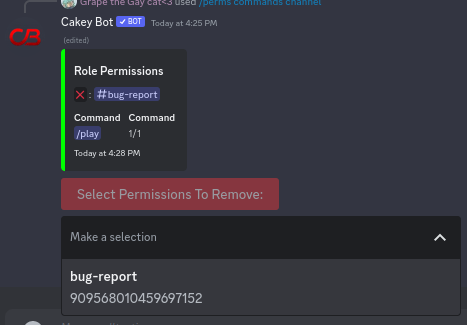 Grape the Gay cat<3 used /perms commands channel
CB
Cakey Bot ✓ BOT Today at 4:25 PM
(edited)
Role Permissions
❌ : #bug-report
Command Command
/play 1/1
Today at 4:28 PM
Select Permissions To Remove:
Make a selection
bug-report
909568010459697152